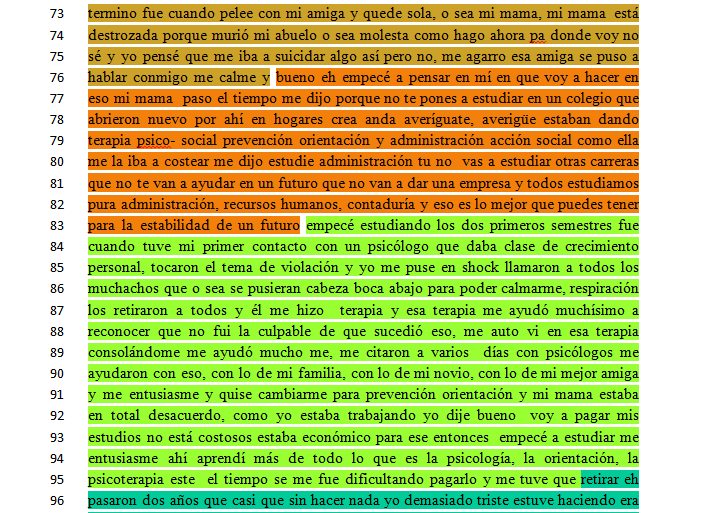 73 termino fue cuando pelee con mi amiga y quede sola, o sea mi mama, mi mama está
74 destrozada porque murió mi abuelo o sea molesta como hago ahora pa donde voy no
75 sé y yo pensé que me iba a suicidar algo así pero no, me agarro esa amiga se puso a
76 hablar conmigo me calme y bueno eh empecé a pensar en mí en que voy a hacer en
77 eso mi mama paso el tiempo me dijo porque no te pones a estudiar en un colegio que
78 abrieron nuevo por ahí en hogares crea anda averíguate, averigüe estaban dando
79 terapia psico- social prevención orientación y administración acción social como ella
80 me la iba a costear me dijo estudie administración tu no vas a estudiar otras carreras
81 que no te van a ayudar en un futuro que no van a dar una empresa y todos estudiamos
82 pura administración, recursos humanos, contaduría y eso es lo mejor que puedes tener
83 para la estabilidad de un futuro empecé estudiando los dos primeros semestres fue
84 cuando tuve mi primer contacto con un psicólogo que daba clase de crecimiento
85 personal, tocaron el tema de violación y yo me puse en shock llamaron a todos los
86 muchachos que o sea se pusieran cabeza boca abajo para poder calmarme, respiración
87 los retiraron a todos y él me hizo terapia y esa terapia me ayudó muchísimo a
88 reconocer que no fui la culpable de que sucedió eso, me auto vi en esa terapia
89 consolándome me ayudó mucho me, me citaron a varios días con psicólogos me
90 ayudaron con eso, con lo de mi familia, con lo de mi novio, con lo de mi mejor amiga
91 y me entusiasme y quise cambiarme para prevención orientación y mi mama estaba
92 en total desacuerdo, como yo estaba trabajando yo dije bueno voy a pagar mis
93 estudios no está costosos estaba económico para ese entonces empecé a estudiar me
94 entusiasme ahí aprendí más de todo lo que es la psicología, la orientación, la
95 psicoterapia este el tiempo se me fue dificultando pagarlo y me tuve que retirar eh
96 pasaron dos años que casi que sin hacer nada yo demasiado triste estuve haciendo era